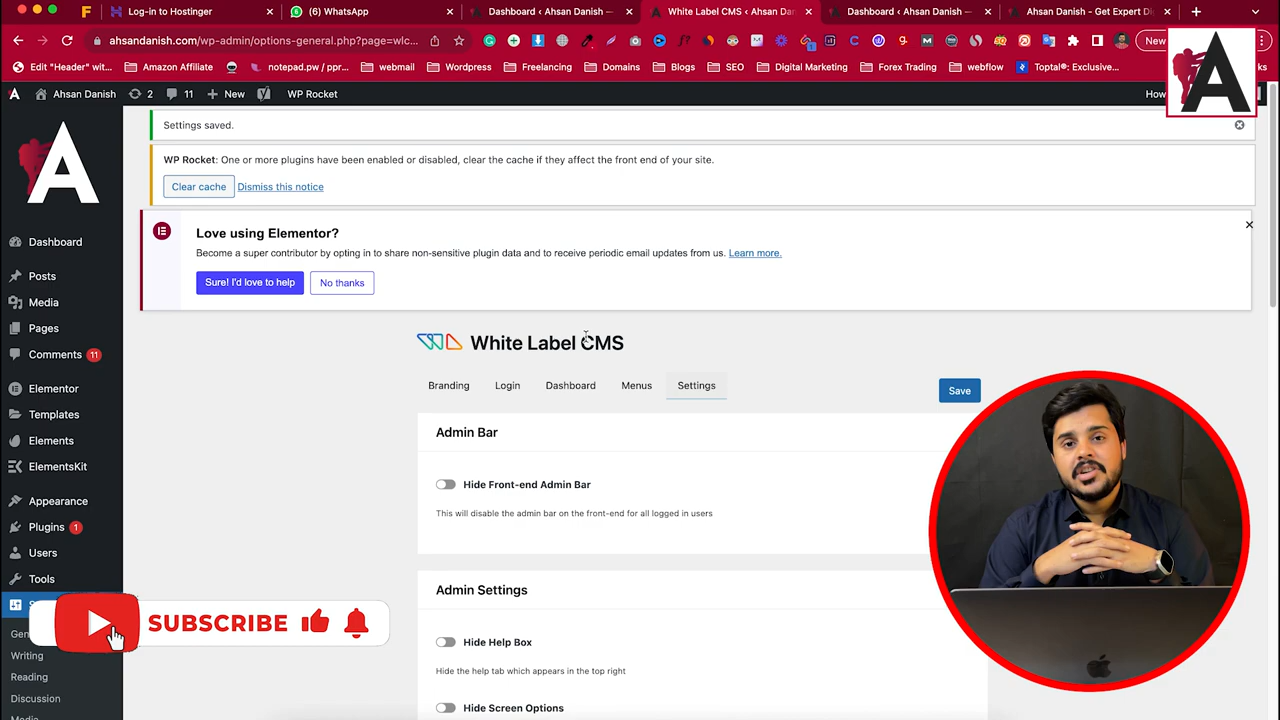 Log-in to Hostinger
(6) WhatsApp
Dashboard ‹ Ahsan Danish —
White Label CMS ‹ Ahsan Dan
Dashboard ‹ Ahsan Danish —
Ahsan Danish - Get Expert Dig
ahsandanish.com/wp-admin/options-general.php?page=wlc...
New
Edit "Header" wit...
Amazon Affiliate
notepad.pw / ppr...
webmail
Wordpress
Freelancing
Domains
Blogs
SEO
Digital Marketing
Forex Trading
webflow
Toptal®: Exclusive...
Ahsan Danish
2
11
New
WP Rocket
How
A
A
Settings saved.
WP Rocket: One or more plugins have been enabled or disabled, clear the cache if they affect the front end of your site.
Clear cache
Dismiss this notice
Love using Elementor?
Become a super contributor by opting in to share non-sensitive plugin data and to receive periodic email updates from us. Learn more.
Sure! I'd love to help
No thanks
Dashboard
Posts
Media
Pages
Comments 11
Elementor
Templates
Elements
ElementsKit
Appearance
Plugins 1
Users
Tools
Writing
Reading
Discussion
White Label CMS
Branding
Login
Dashboard
Menus
Settings
Save
Admin Bar
Hide Front-end Admin Bar
This will disable the admin bar on the front-end for all logged in users
Admin Settings
Hide Help Box
Hide the help tab which appears in the top right
Hide Screen Options
SUBSCRIBE